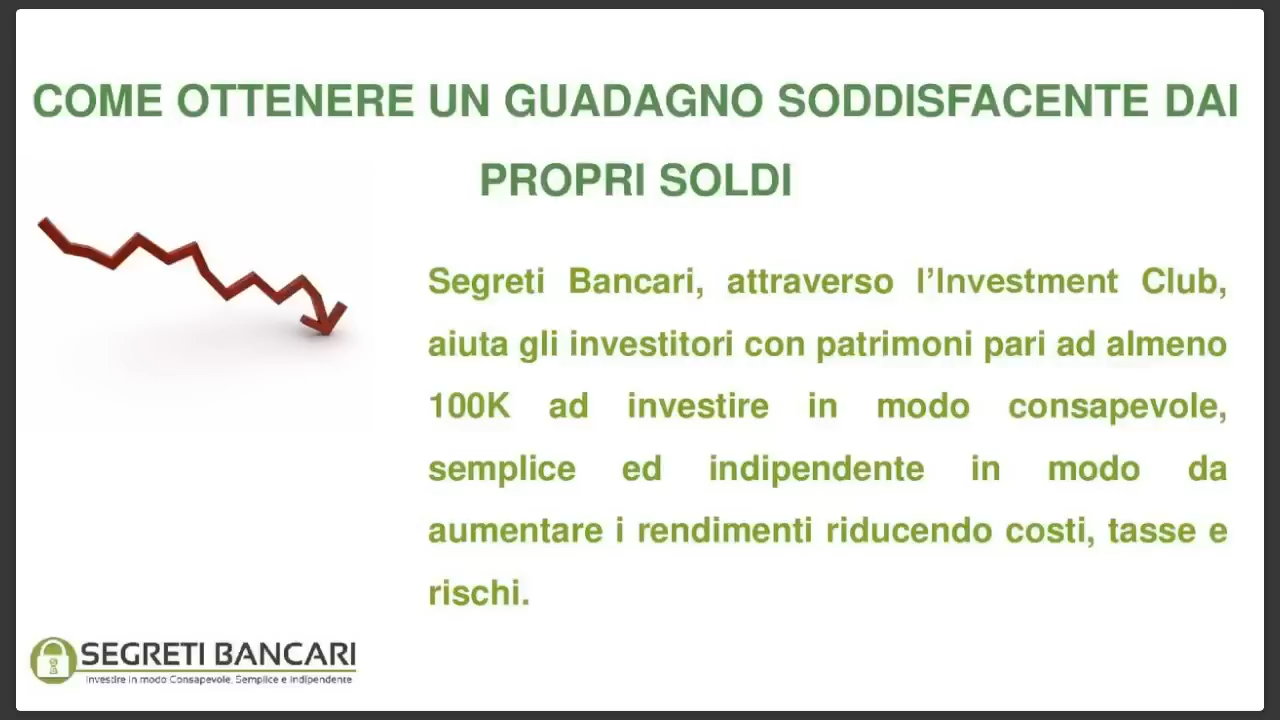 COME OTTENERE UN GUADAGNO SODDISFACENTE DAI
PROPRI SOLDI
Segreti Bancari, attraverso l’Investment Club,
aiuta gli investitori con patrimoni pari ad almeno
100K ad investire in modo consapevole,
semplice ed indipendente in modo da
aumentare i rendimenti riducendo costi, tasse e
rischi.
SEGRETI BANCARI
Investire in modo Consapevole, Semplice e Indipendente